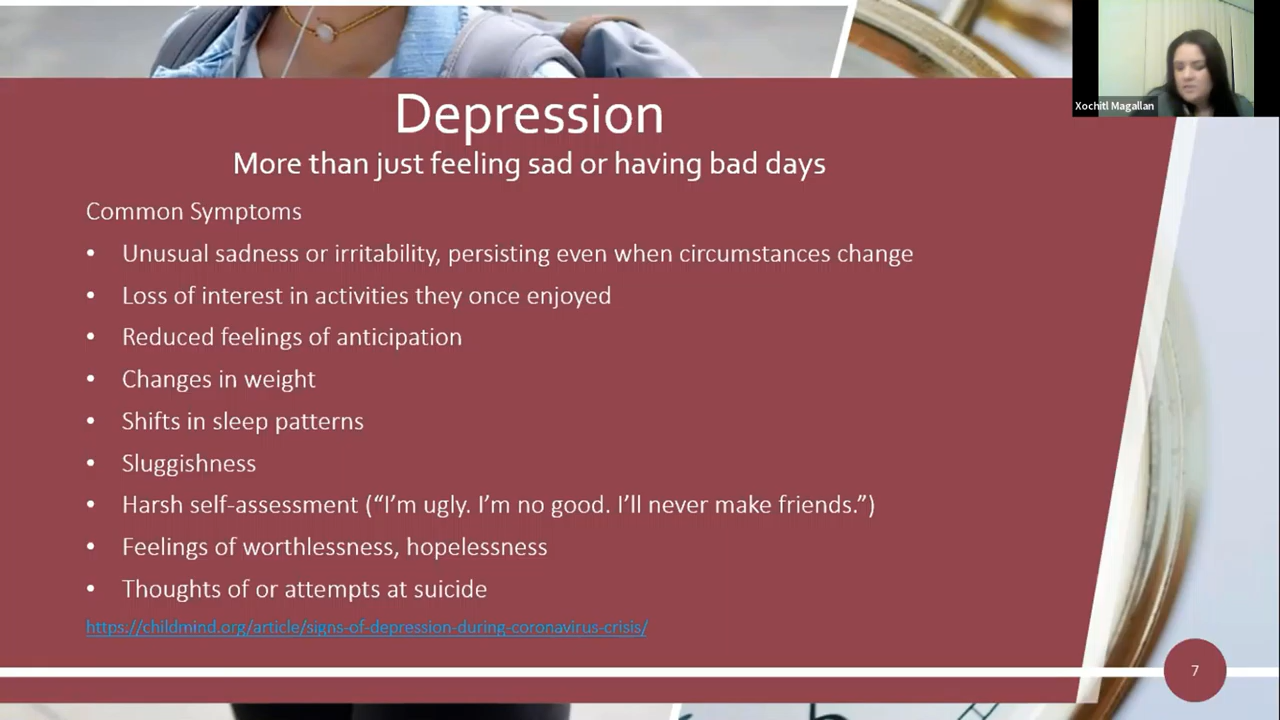 Depression
More than just feeling sad or having bad days
Xochitl Magallan
Common Symptoms
• Unusual sadness or irritability, persisting even when circumstances change
• Loss of interest in activities they once enjoyed
• Reduced feelings of anticipation
• Changes in weight
• Shifts in sleep patterns
• Sluggishness
• Harsh self-assessment (“I’m ugly. I’m no good. I’ll never make friends.”)
• Feelings of worthlessness, hopelessness
• Thoughts of or attempts at suicide
https://childmind.org/article/signs-of-depression-during-coronavirus-crisis/
7